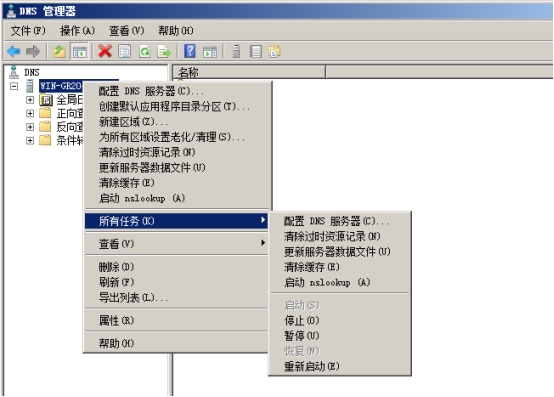 DNS 管理器
文件(F) 操作(A) 查看(V) 帮助(H)
DNS
名称
WIN-GR20
全局日
正向查
反向查
条件转
配置 DNS 服务器(C)...
创建默认应用程序目录分区(T)...
新建区域(Z)...
为所有区域设置老化/清理(S)...
清除过时资源记录(N)
更新服务器数据文件(U)
清除缓存(E)
启动 nslookup (A)
所有任务(K)
查看(V)
删除(D)
刷新(F)
导出列表(L)...
属性(R)
帮助(H)
配置 DNS 服务器(C)...
清除过时资源记录(N)
更新服务器数据文件(U)
清除缓存(E)
启动 nslookup (A)
启动(S)
停止(O)
暂停(U)
恢复(M)
重新启动(E)